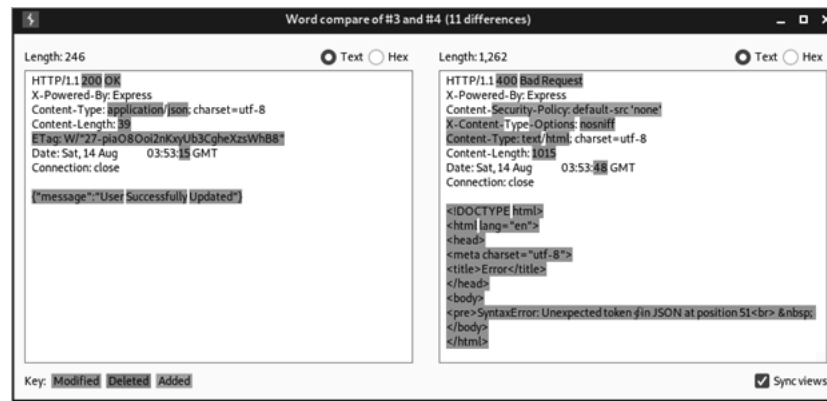 Word compare of #3 and #4 (11 differences)
Length: 246
Text
Hex
HTTP/1.1 200 OK
X-Powered-By: Express
Content-Type: application/json; charset=utf-8
Content-Length: 39
ETag: W/"27-piaO8Ooi2nKxyUb3CgheXzsWhB8"
Date: Sat, 14 Aug 03:53:15 GMT
Connection: close
{"message":"User Successfully Updated"}
Length: 1,262
Text
Hex
HTTP/1.1 400 Bad Request
X-Powered-By: Express
Content-Security-Policy: default-src 'none'
X-Content-Type-Options: nosniff
Content-Type: text/html; charset=utf-8
Content-Length: 1015
Date: Sat, 14 Aug 03:53:48 GMT
Connection: close
<!DOCTYPE html>
<html lang="en">
<head>
<meta charset="utf-8">
<title>Error</title>
</head>
<body>
<pre>SyntaxError: Unexpected token in JSON at position 51<br> &nbsp;
</body>
</html>
Key: Modified Deleted Added
Sync views